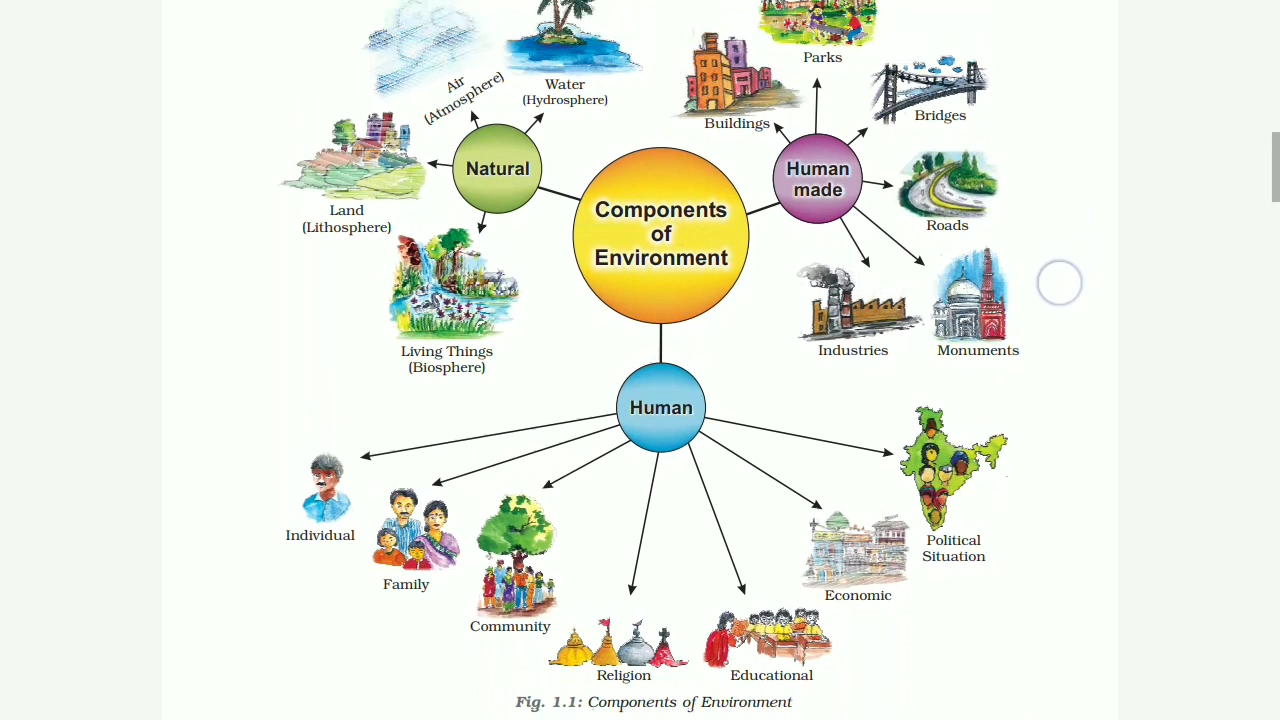 Air
(Atmosphere)
Water
(Hydrosphere)
Natural
Land
(Lithosphere)
Living Things
(Biosphere)
Components
of
Environment
Parks
Buildings
Bridges
Human
made
Roads
Industries
Monuments
Human
Individual
Family
Community
Religion
Educational
Economic
Political
Situation
Fig. 1.1: Components of Environment